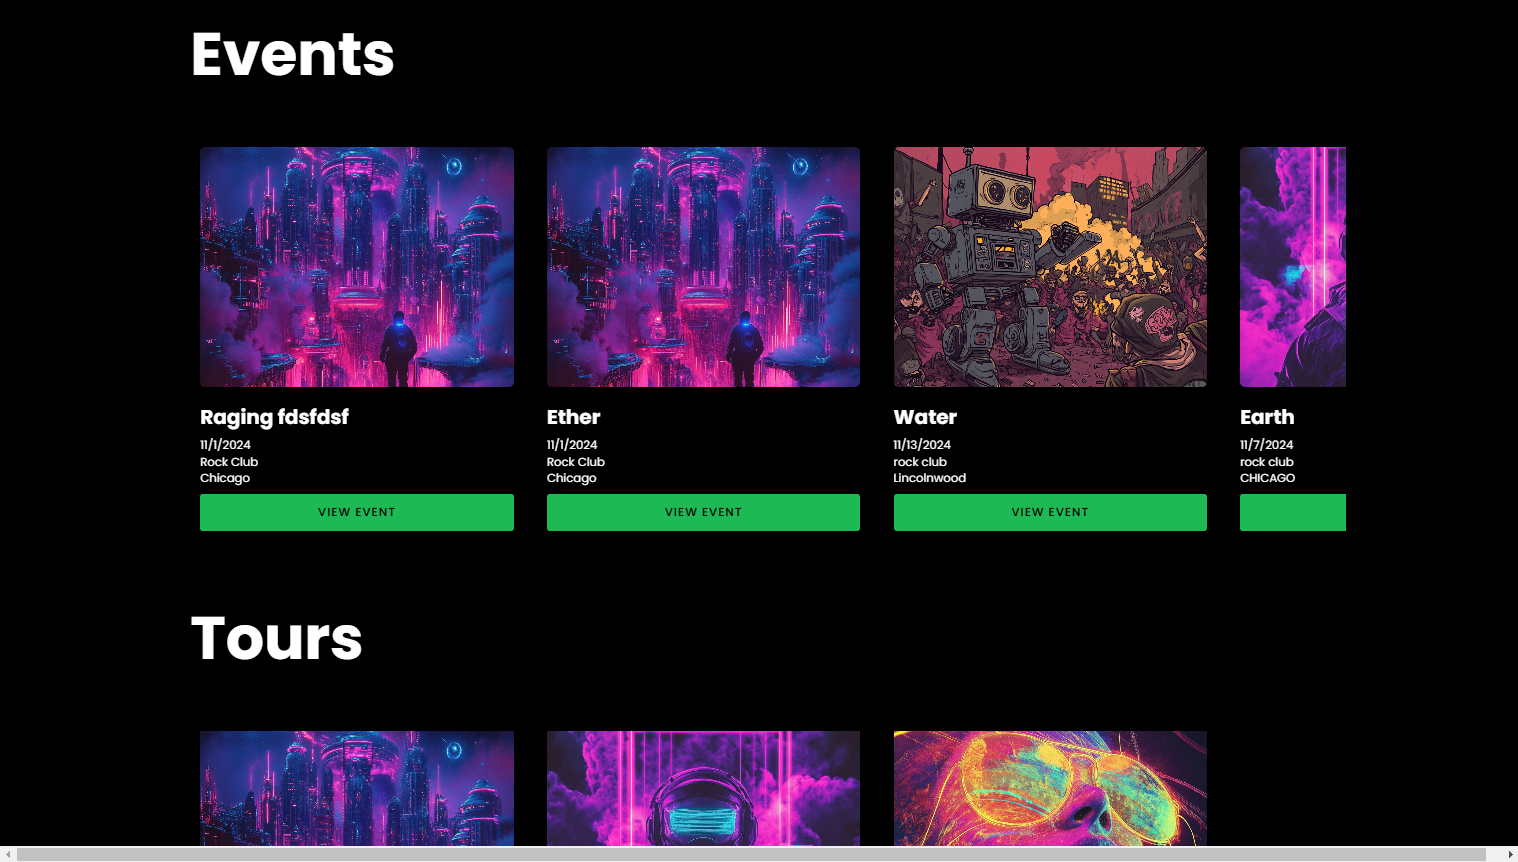 Events
Raging fdsfdsf
11/1/2024
Rock Club
Chicago
VIEW EVENT
Ether
11/1/2024
Rock Club
Chicago
VIEW EVENT
Water
11/13/2024
rock club
Lincolnwood
VIEW EVENT
Earth
11/7/2024
rock club
CHICAGO
Tours